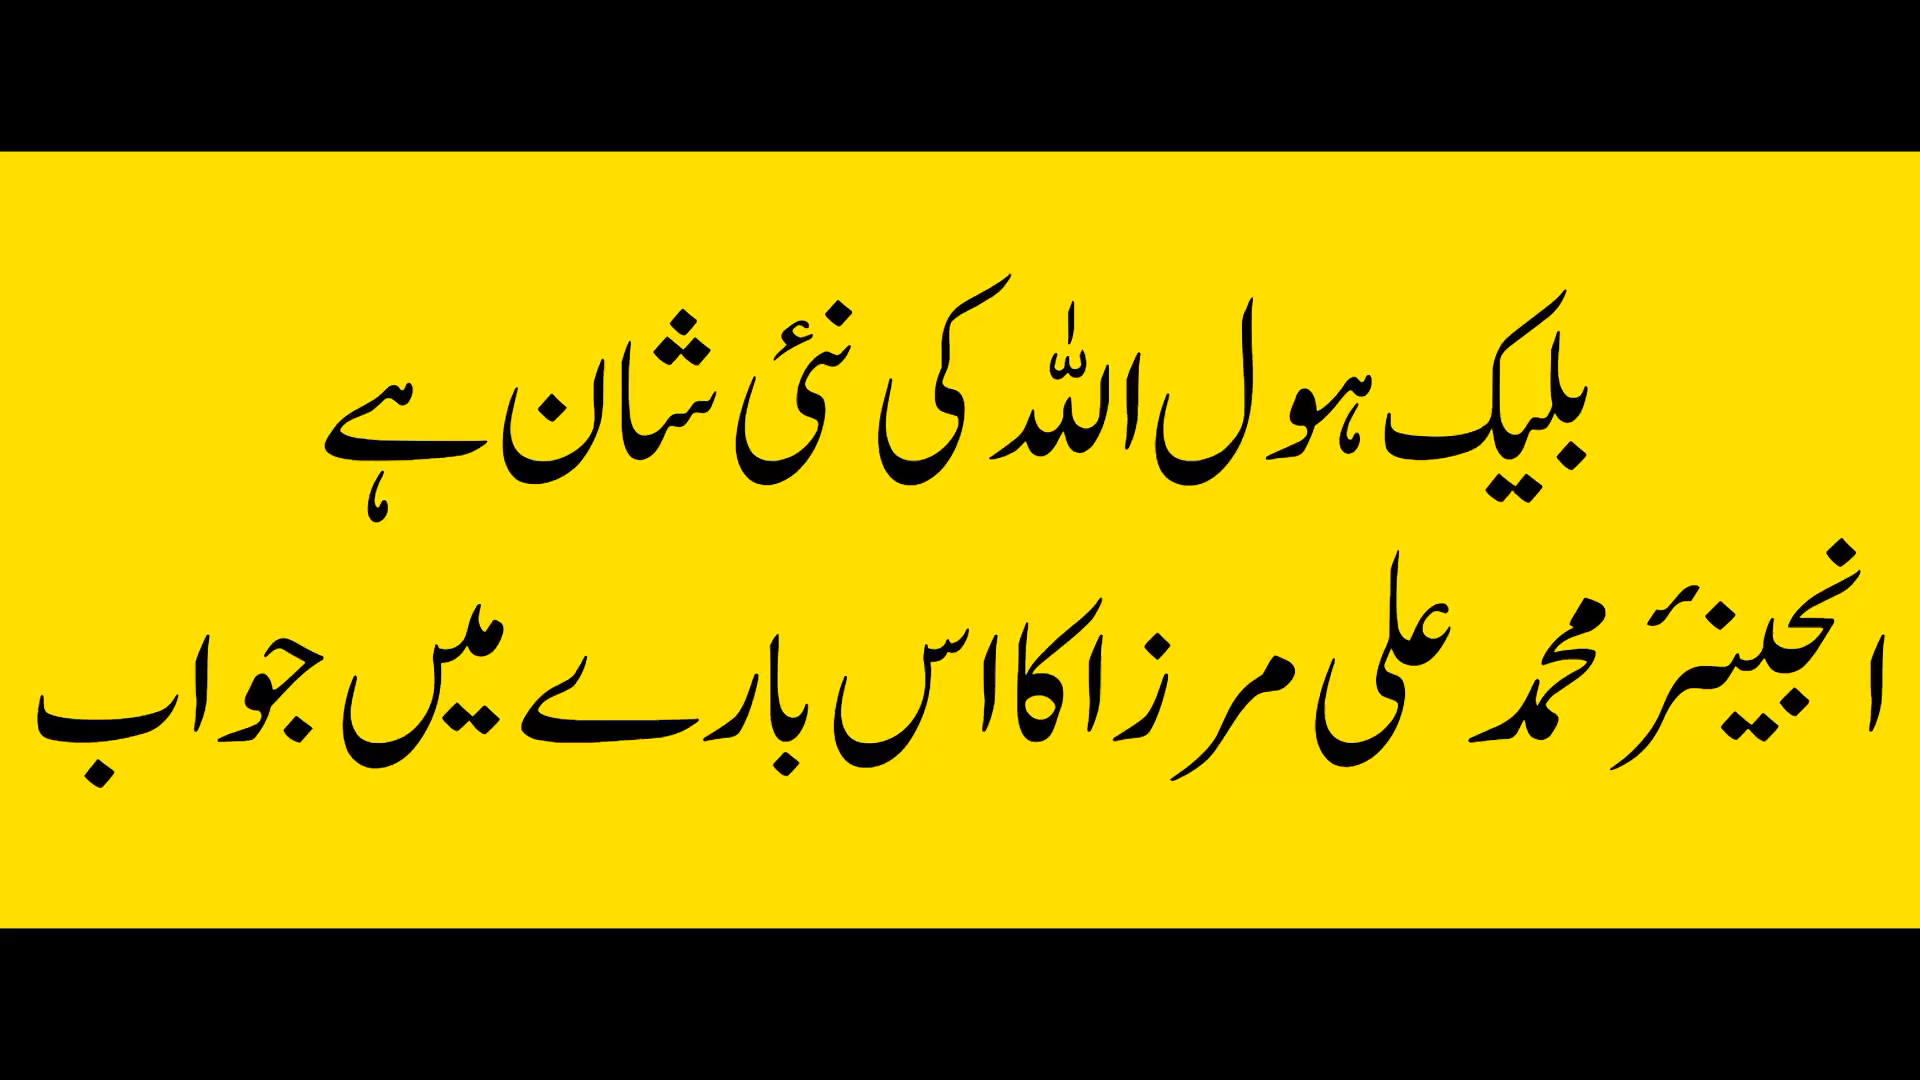 بلیک ہول اللہ کی نئی شان ہے
انجینئر محمد علی مرزا کا اس بارے میں جواب